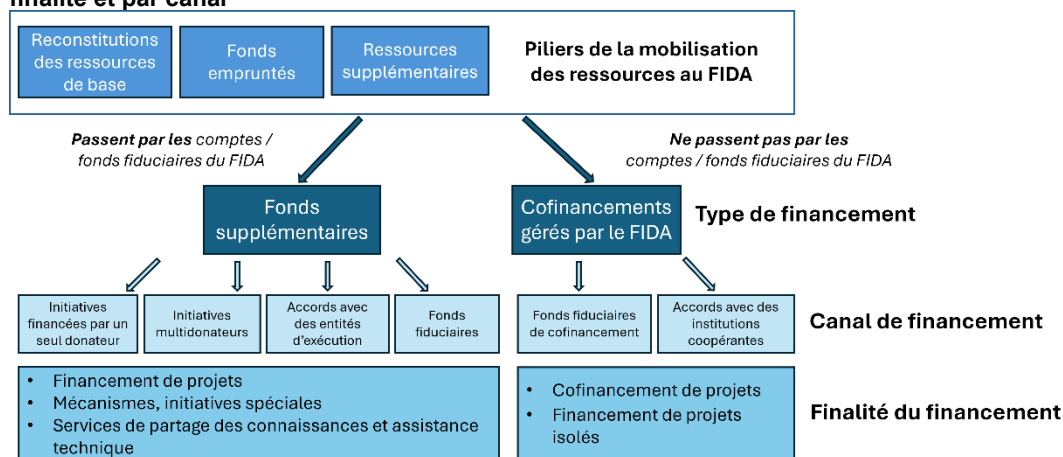 finalité et par canal
Reconstitutions
des ressources
de base
Fonds
empruntés
Ressources
supplémentaires
Piliers de la mobilisation
des ressources au FIDA
Passent par les comptes /
fonds fiduciaires du FIDA
Ne passent pas par les
comptes / fonds fiduciaires du FIDA
Fonds
supplémentaires
Cofinancements
gérés par le FIDA
Type de financement
Initiatives
financées par un
seul donateur
Initiatives
multidonateurs
Accords avec
des entités
d'exécution
Fonds
fiduciaires
Fonds fiduciaires
de cofinancement
Accords avec des
institutions
coopérantes
Canal de financement
• Financement de projets
• Mécanismes, initiatives spéciales
• Services de partage des connaissances et assistance
technique
• Cofinancement de projets
• Financement de projets
isolés
Finalité du financement